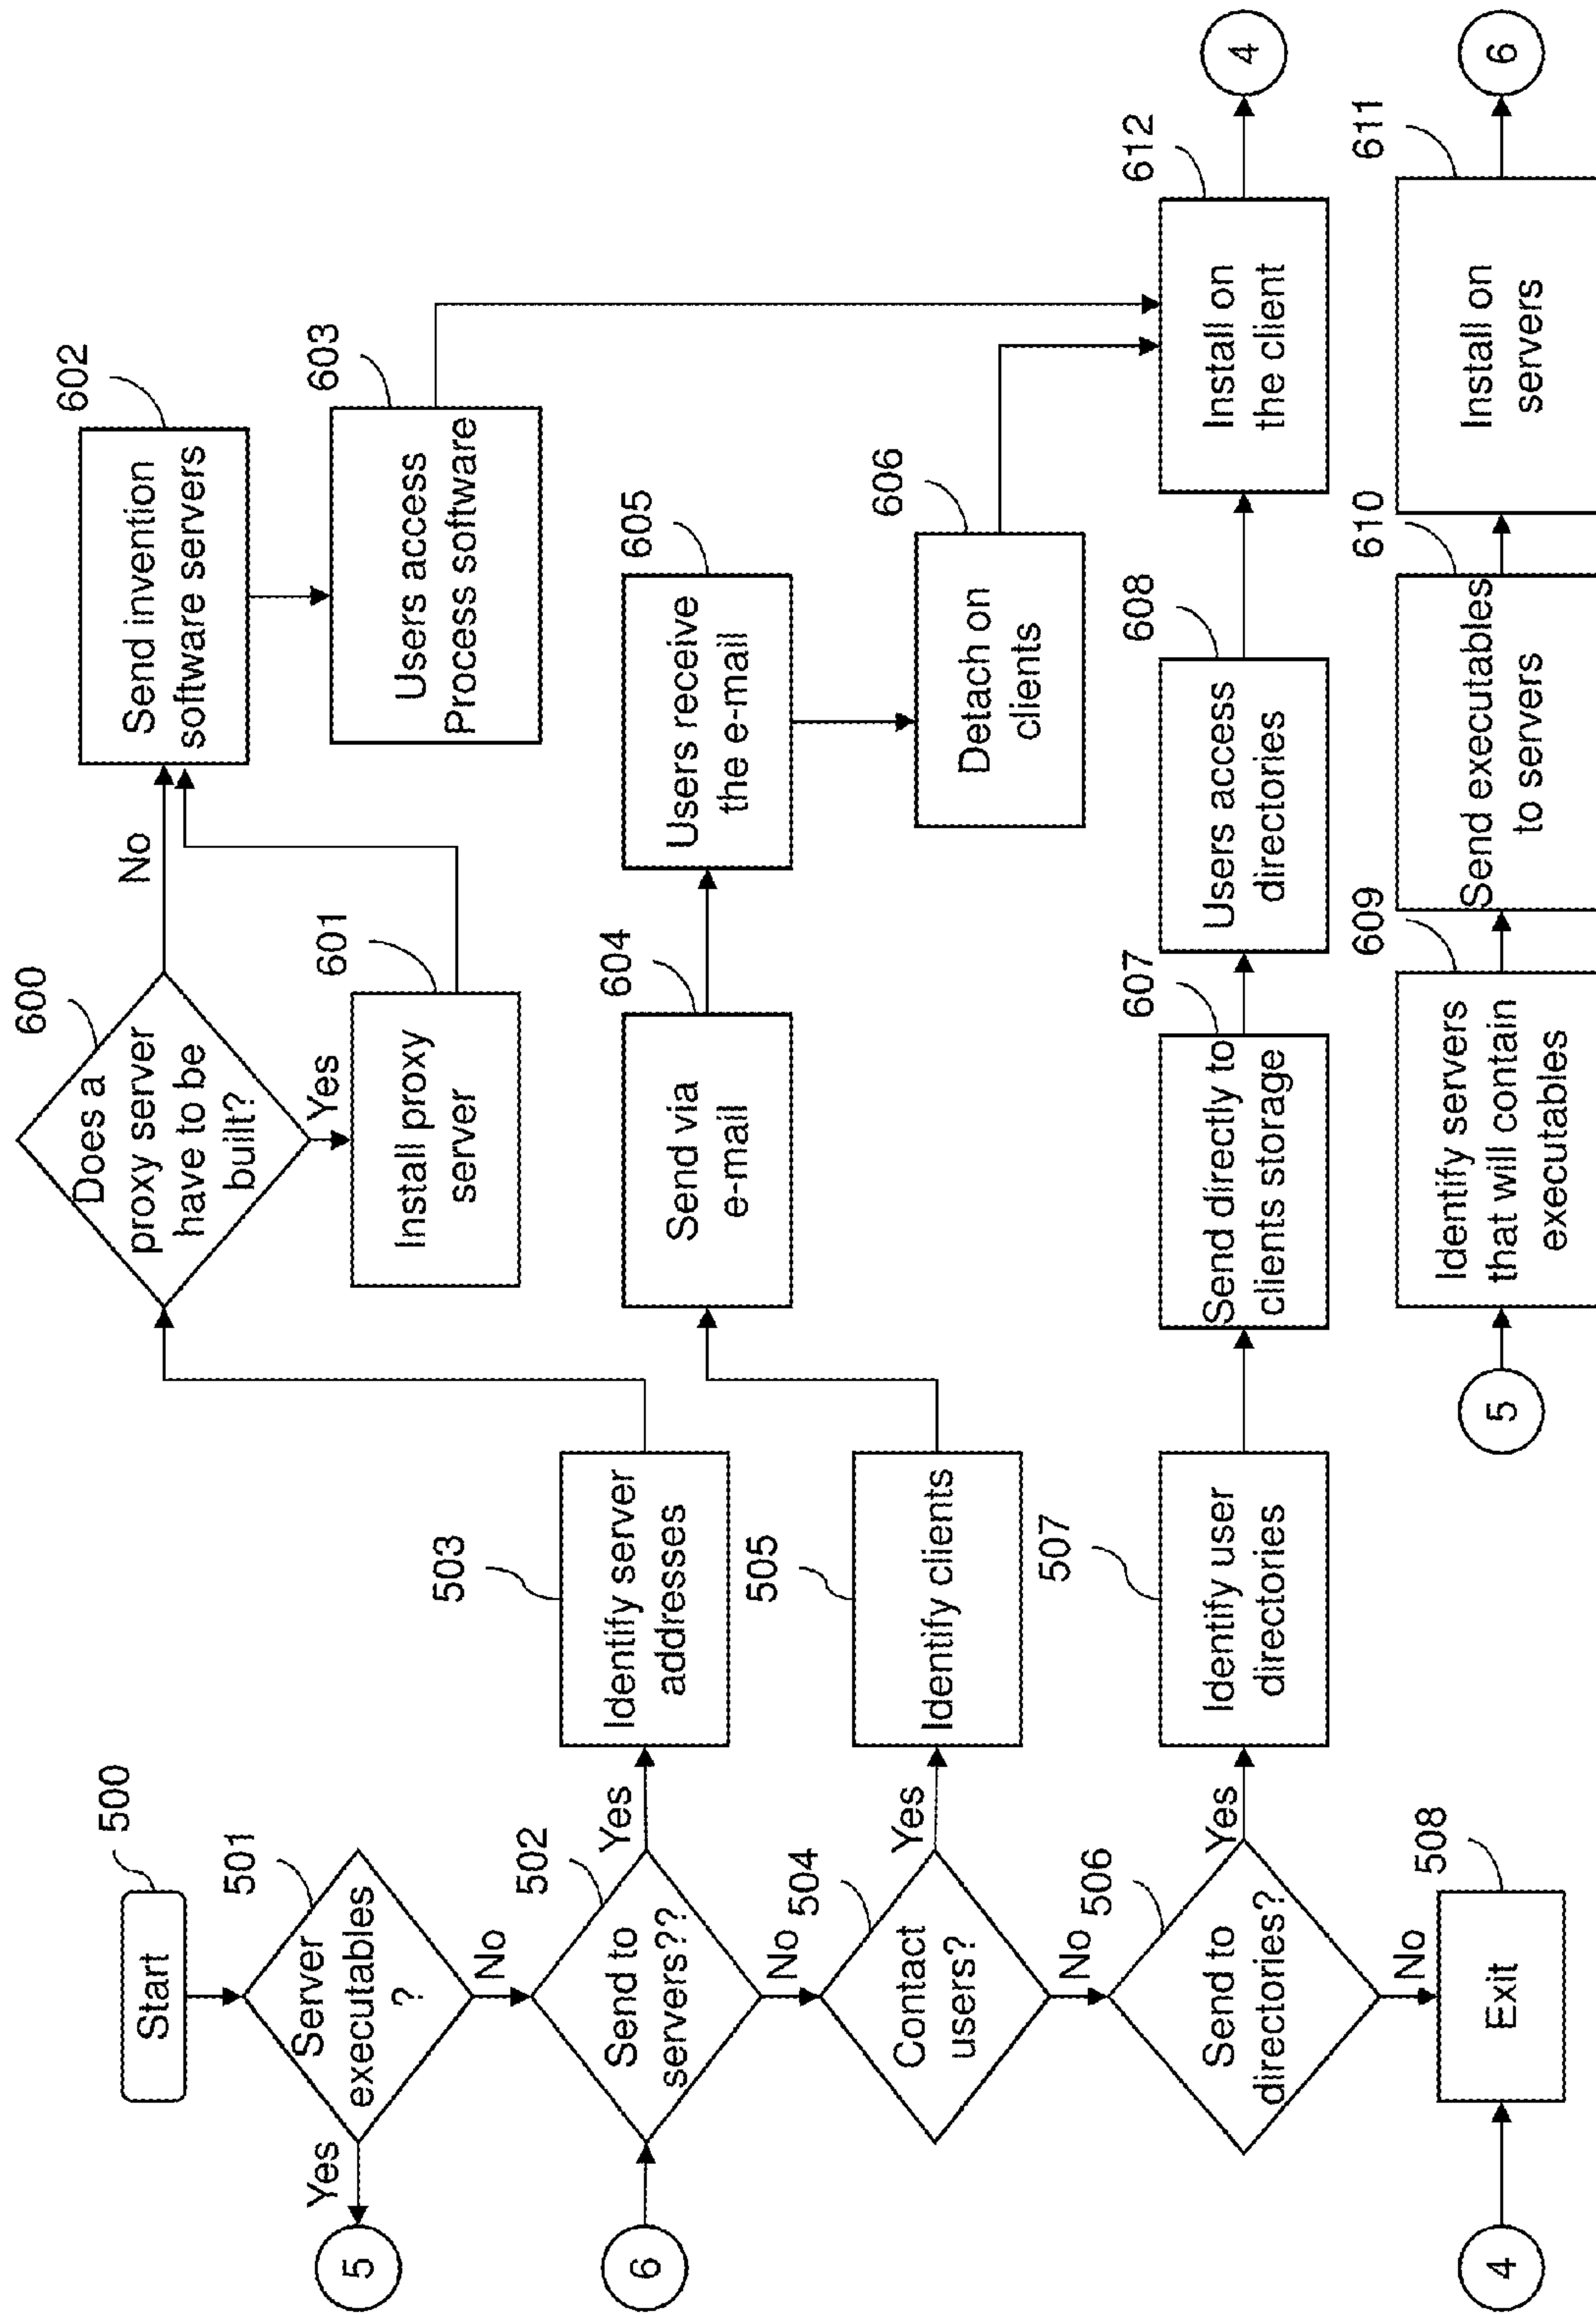 500
Start
501
Server
executables
?
Yes
5
No
502
Send to
servers??
6
Yes
503
Identify server
addresses
No
504
Contact
users?
Yes
505
Identify clients
No
506
Send to
directories?
Yes
507
Identify user
directories
No
508
Exit
4
600
Does a
proxy server
have to be
built?
No
Yes
601
Install proxy
server
602
Send invention
software servers
603
Users access
Process software
604
Send via
e-mail
605
Users receive
the e-mail
606
Detach on
clients
607
Send directly to
clients storage
608
Users access
directories
612
Install on
the client
4
5
609
Identify servers
that will contain
executables
610
Send executables
to servers
611
Install on
servers
6